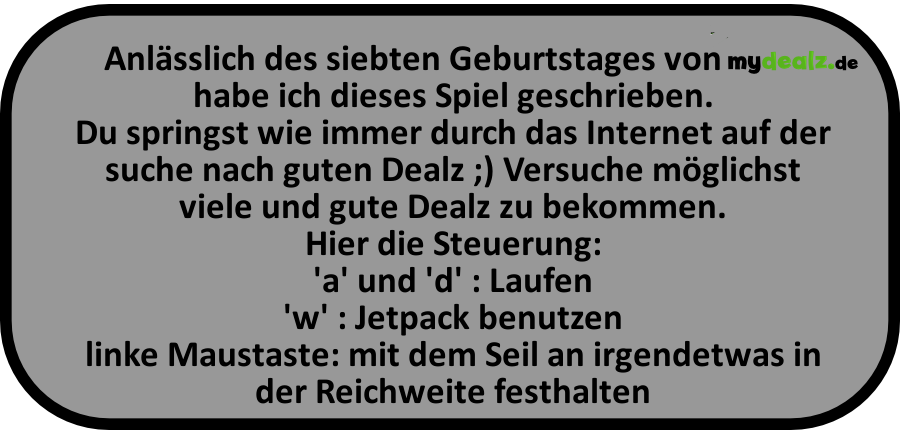 Anlässlich des siebten Geburtstages von mydealz.de
habe ich dieses Spiel geschrieben.
Du springst wie immer durch das Internet auf der
suche nach guten Dealz ;) Versuche möglichst
viele und gute Dealz zu bekommen.
Hier die Steuerung:
'a' und 'd' : Laufen
'w' : Jetpack benutzen
linke Maustaste: mit dem Seil an irgendetwas in
der Reichweite festhalten